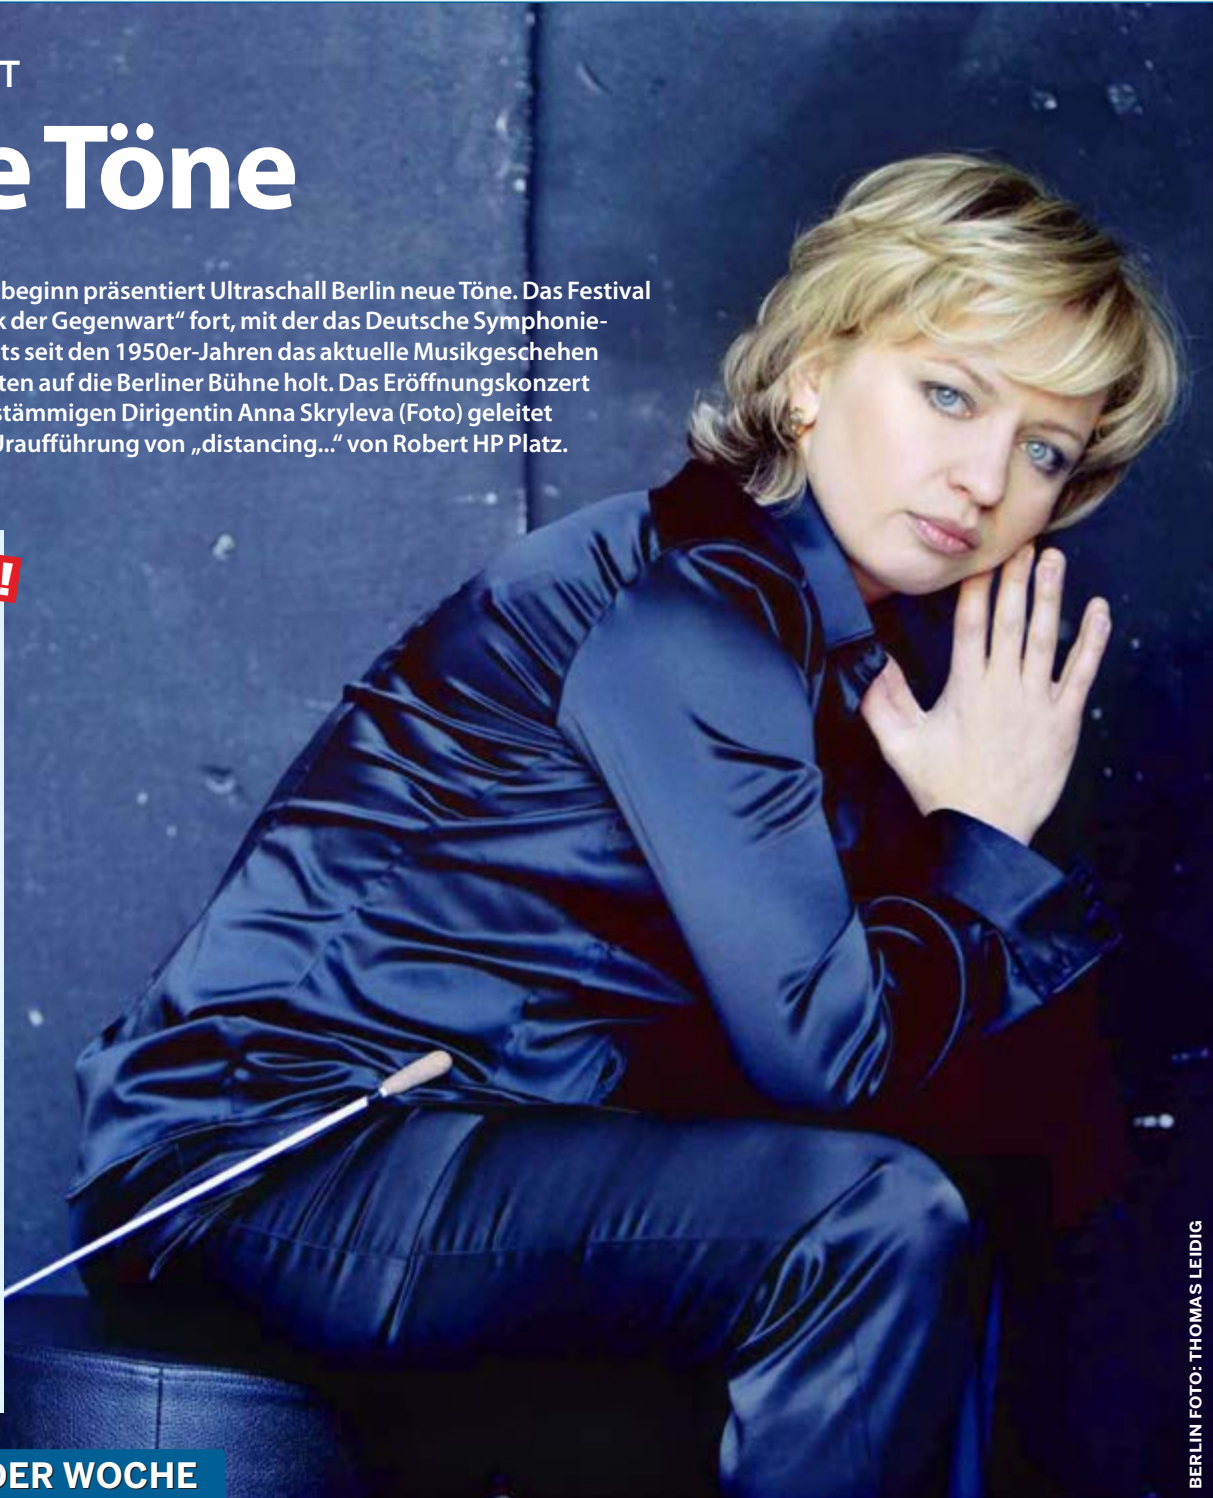 T
e Töne
beginn präsentiert Ultraschall Berlin neue Töne. Das Festival
k der Gegenwart“ fort, mit der das Deutsche Symphonie-
ts seit den 1950er-Jahren das aktuelle Musikgeschehen
ten auf die Berliner Bühne holt. Das Eröffnungskonzert
stämmigen Dirigentin Anna Skryleva (Foto) geleitet
Uraufführung von „distancing...“ von Robert HP Platz.
!
DER WOCHE
BERLIN FOTO: THOMAS LEIDIG